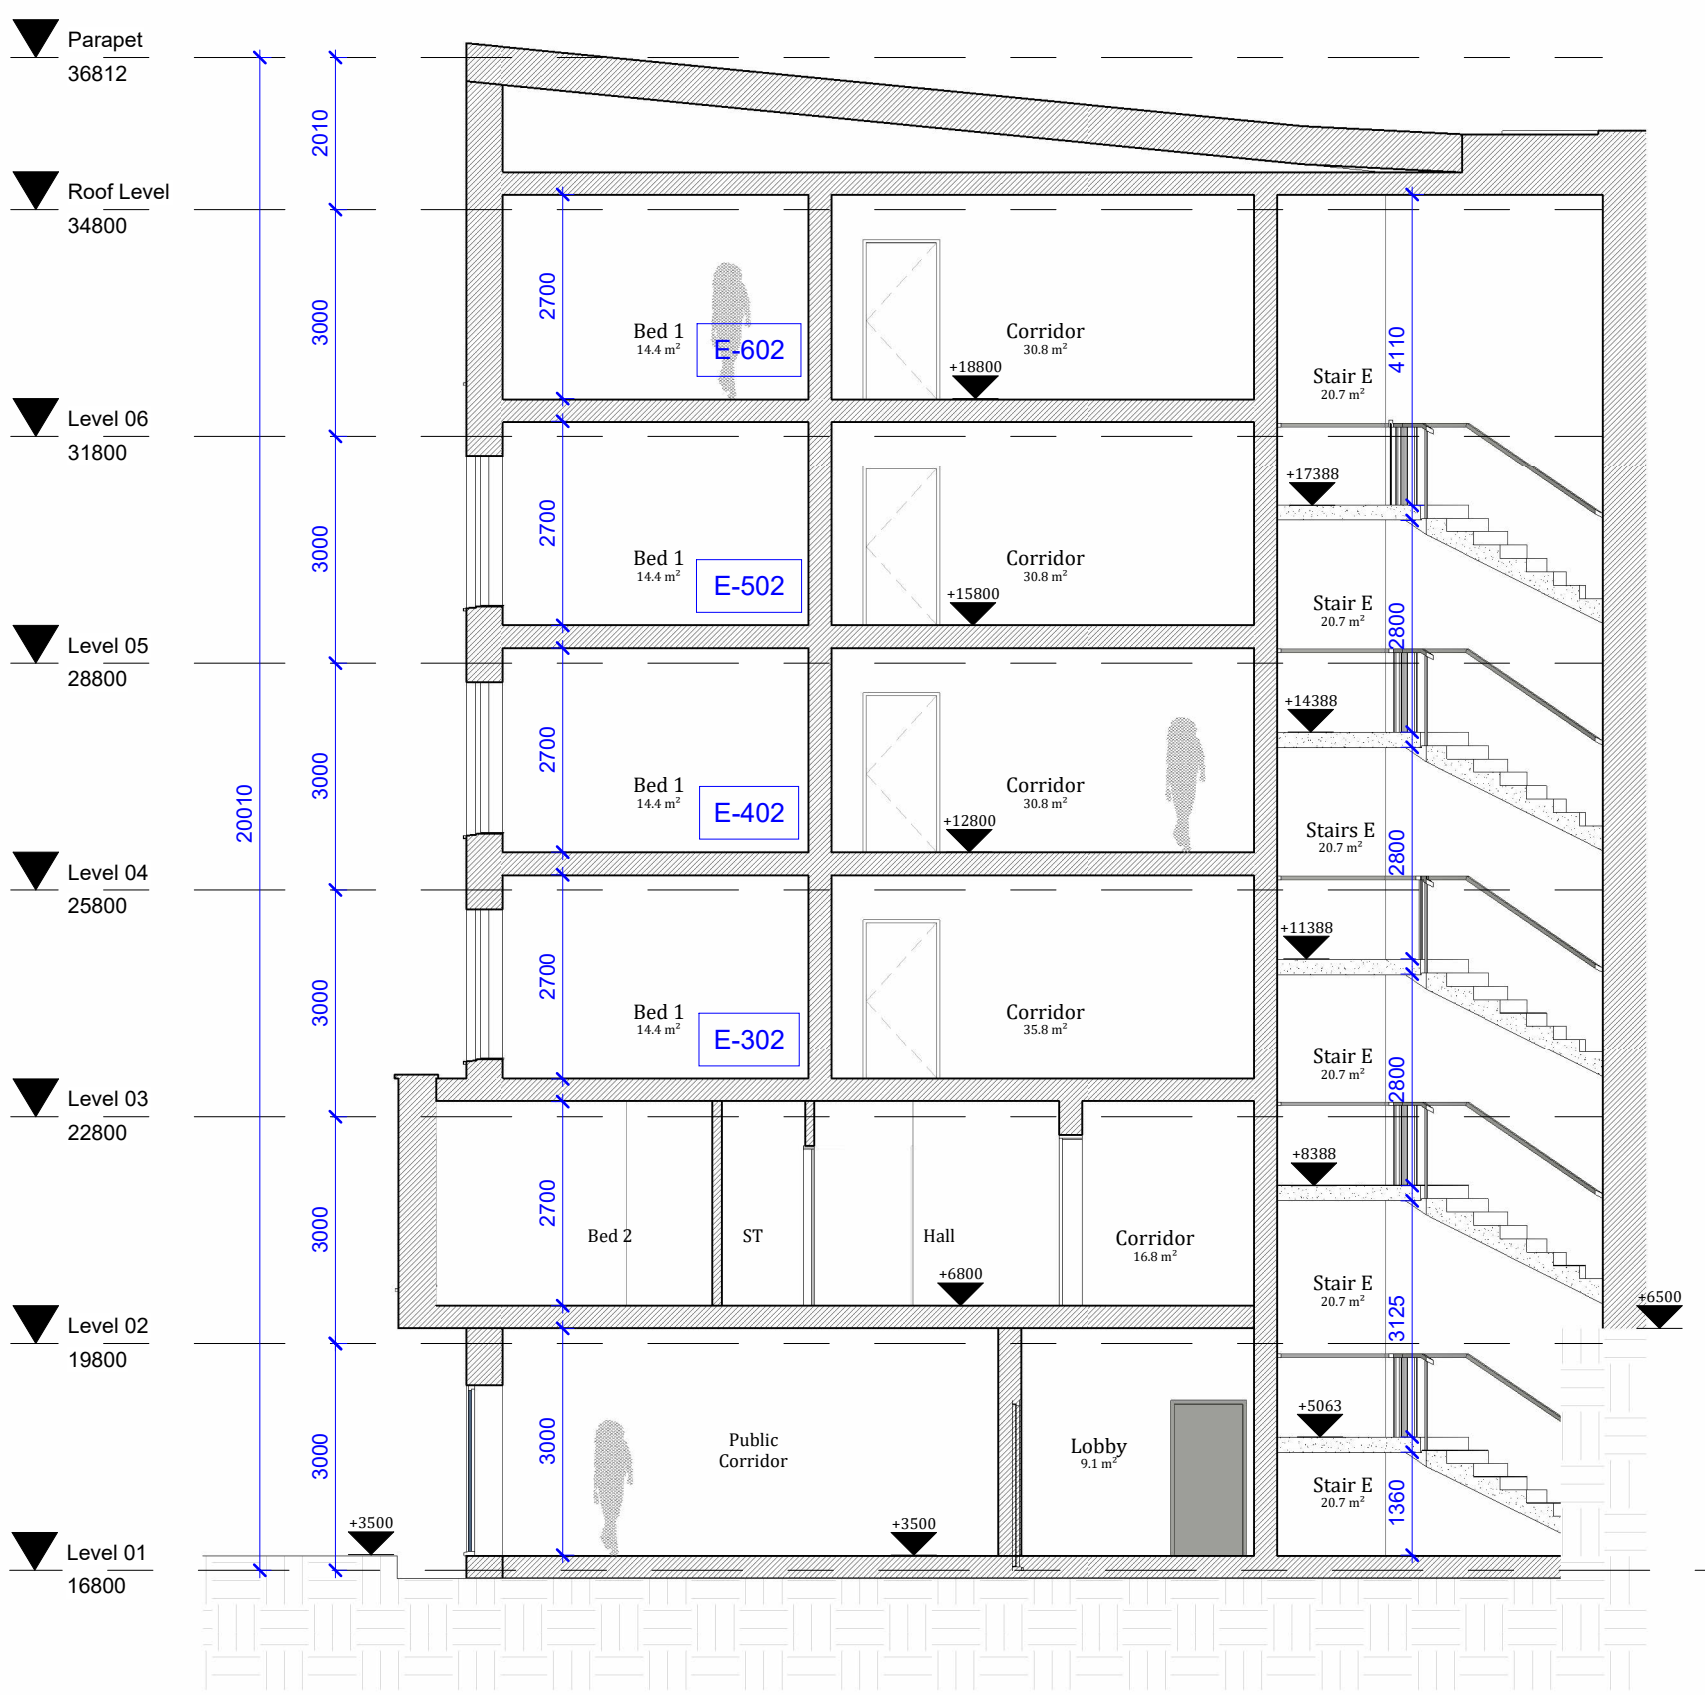 Parapet
36812
2010
Roof Level
34800
3000
2700
Bed 1
14.4 m²
E-602
Corridor
30.8 m²
+18800
4110
Stair E
20.7 m²
Level 06
31800
3000
2700
Bed 1
14.4 m²
E-502
Corridor
30.8 m²
+15800
+17388
Stair E
20.7 m²
2800
Level 05
28800
20010
3000
2700
Bed 1
14.4 m²
E-402
Corridor
30.8 m²
+12800
+14388
Stairs E
20.7 m²
2800
Level 04
25800
3000
2700
Bed 1
14.4 m²
E-302
Corridor
35.8 m²
+11388
Stair E
20.7 m²
2800
Level 03
22800
3000
2700
Bed 2
ST
Hall
Corridor
16.8 m²
+6800
+8388
Stair E
20.7 m²
3125
+6500
Level 02
19800
3000
3000
Public
Corridor
Lobby
9.1 m²
+5063
Stair E
20.7 m²
1360
+3500
+3500
Level 01
16800